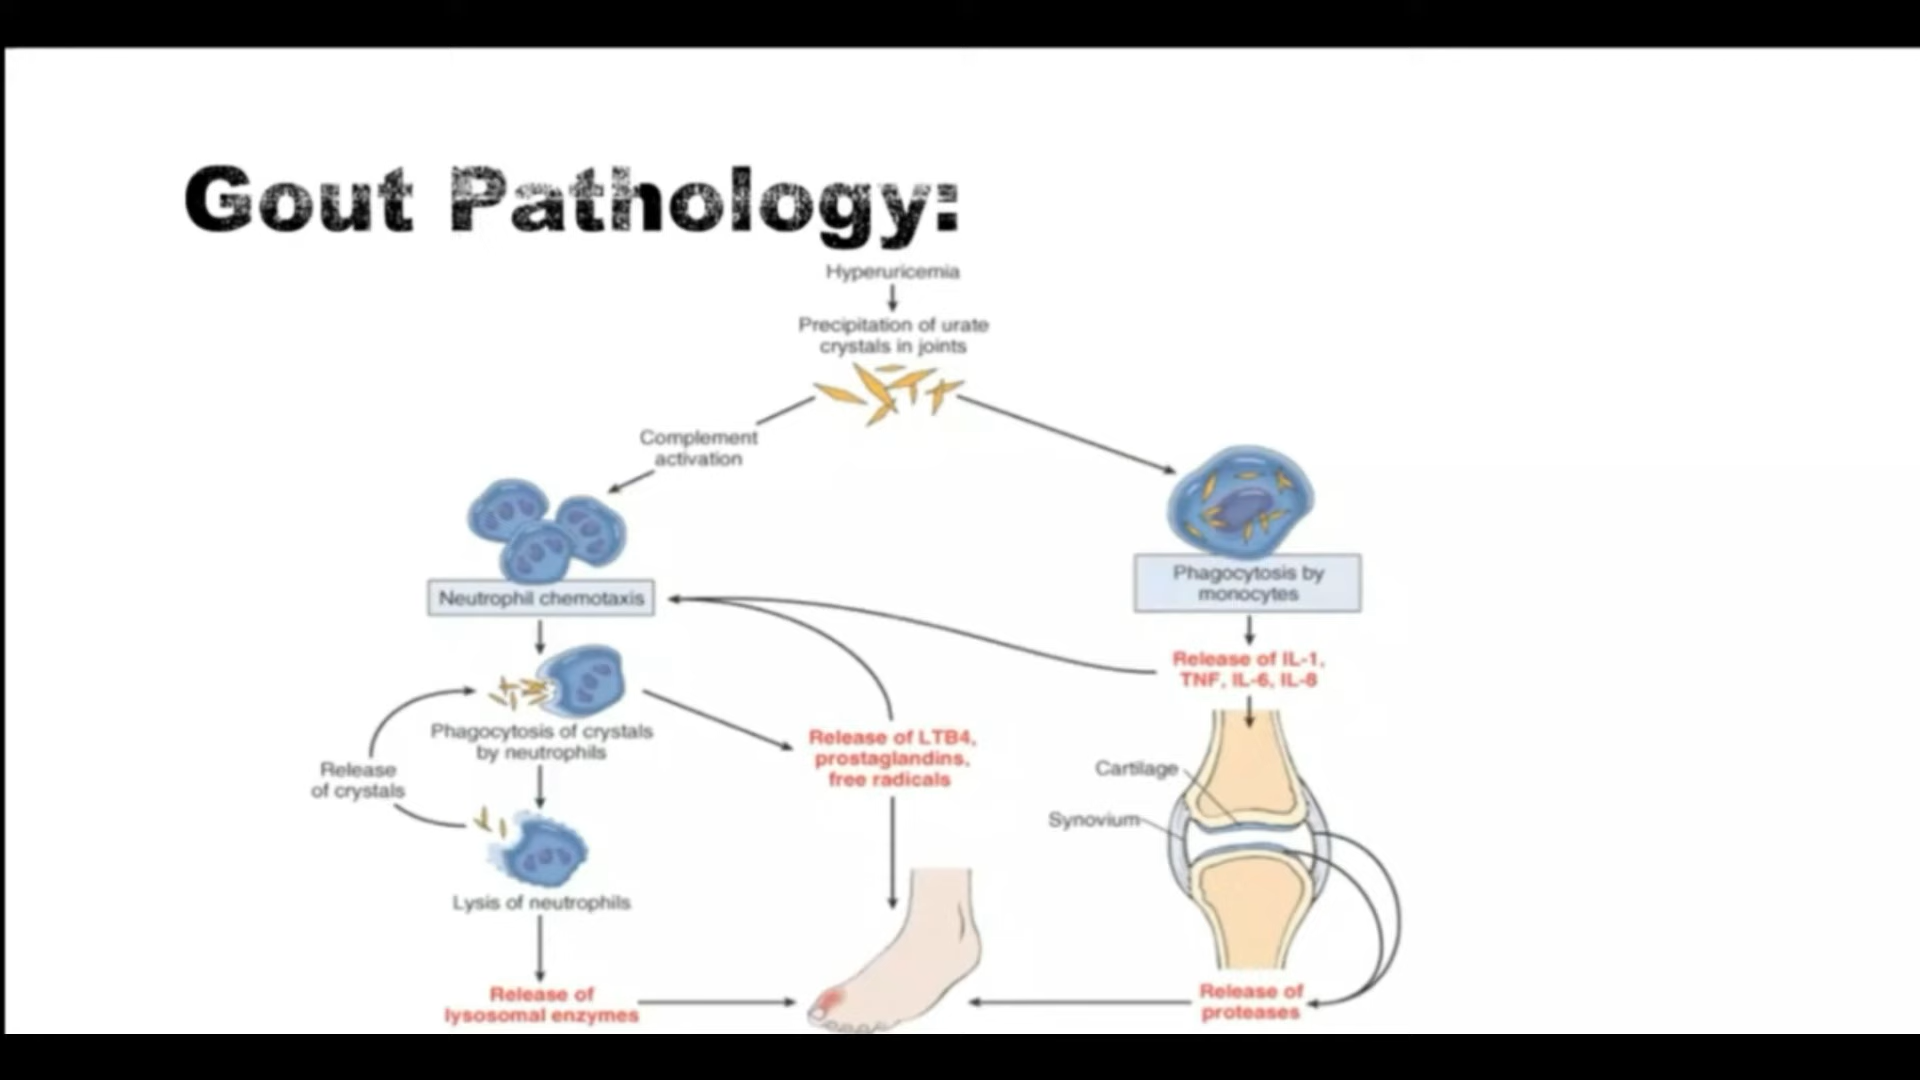 Gout Pathology:
Hyperuricemia
Precipitation of urate
crystals in joints
Complement
activation
Neutrophil chemotaxis
Phagocytosis by
monocytes
Release of IL-1,
TNF, IL-6, IL-8
Phagocytosis of crystals
by neutrophils
Release
of crystals
Release of LTB4,
prostaglandins,
free radicals
Cartilage
Synovium
Lysis of neutrophils
Release of
lysosomal enzymes
Release of
proteases